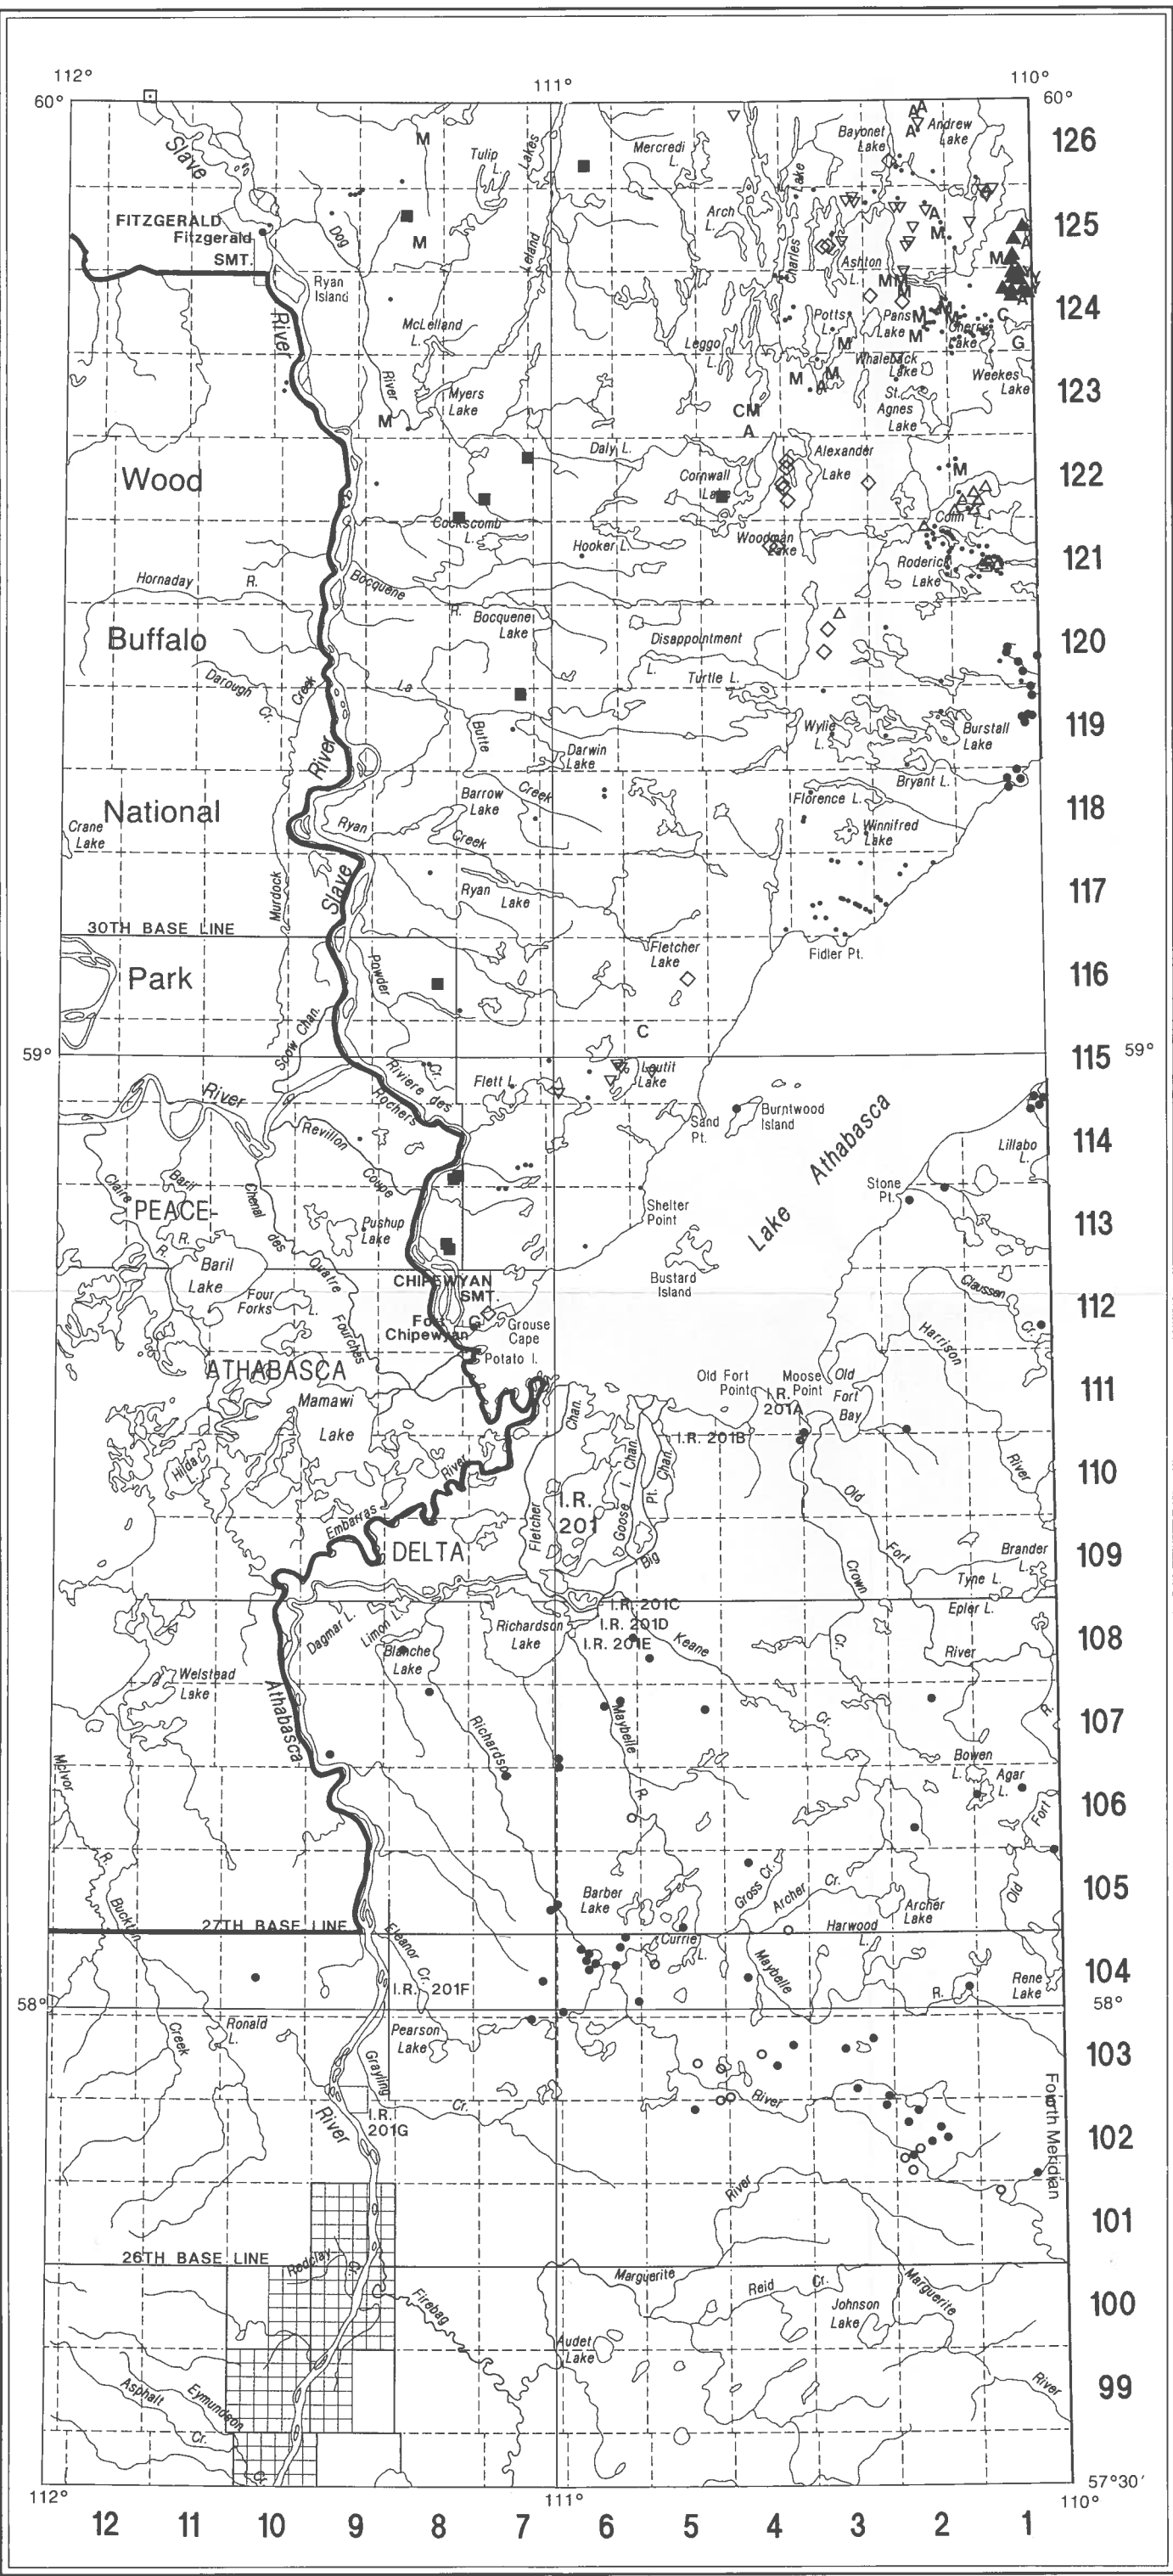 112°
111°
110°
60°
60°
126
Slave
M
Tulip
L.
Lakes
Mercredi
L.
Bayonet
Lake
A
A
A
Andrew
Lake
Lake
FITZGERALD
Fitzgerald
SMT.
Dog
M
Leland
Arch
L.
Charles
A
M
125
A
M
Ryan
Island
Ashton
L.
M
M
M
Y
Y
A
124
River
McLelland
L.
Potts
L.
Pans
Lake
M
M
M
M
Cherry
Lake
C
G
Leggo
L.
M
Whaleback
Lake
Weekes
Lake
River
Myers
Lake
M
M
M
A
St.
Agnes
Lake
123
CM
A
Daly L.
Alexander
Lake
M
122
Wood
Cornwall
Lake
Cockscomb
L.
Colin
L.
Hooker L.
Woodman
Lake
Roderick
Lake
121
Hornaday
R.
Bocquene
R.
Bocquene
Lake
Buffalo
Disappointment
L.
120
Darough
Cr.
Creek
La
Turtle L.
Butte
Wylie
L.
Burstall
Lake
119
River
Darwin
Lake
Bryant L.
National
Barrow
Lake
Creek
Florence L.
118
Crane
Lake
Ryan
Creek
Winnifred
Lake
Murdock
Slave
Ryan
Lake
117
30TH BASE LINE
Fletcher
Lake
Fidler Pt.
Park
Powder
116
Scow Chan.
C
59°
115
59°
River
Riviere des
Rochers
Cr.
Flett L.
Leutit
Lake
Burntwood
Island
Sand
Pt.
Athabasca
Lillabo
L.
114
Revillon
Coupe
Claire
R.
Baril
R.
Chenal
des
Quatre
Fourches
PEACE-
Stone
Pt.
Shelter
Point
Pushup
Lake
Lake
113
Baril
Lake
Bustard
Island
Four
Forks
L.
CHIPEWYAN
SMT.
Claussen
Cr.
112
Fort
Chipewyan
G
Grouse
Cape
Harrison
River
Potato I.
ATHABASCA
Old Fort
Point
Moose
Point
Old
Fort
Bay
I.R.
201A
111
Mamawi
Lake
Chan.
I.R. 201B
Hilda
L.
River
110
I.R.
201
Goose I. Chan.
Pt. Chan.
Old
Fort
Embarras
Fletcher
DELTA
Big
Crown
Cr.
Brander
L.
109
Tyne L.
Epler L.
Dagmar L.
Limon L.
Richardson
Lake
I.R. 201C
I.R. 201D
I.R. 201E
Keane
Cr.
108
Blanche
Lake
River
Welstead
Lake
Athabasca
Richardson
Maybelle
R.
R.
107
McIvor
R.
Bowen
L.
Agar
L.
Fort
106
Old
Barber
Lake
Gross Cr.
Archer
Cr.
Archer
Lake
105
Buckton
Creek
27TH BASE LINE
Eleanor
Cr.
Currie
L.
Harwood
L.
Maybelle
R.
I.R. 201F
Rene
Lake
104
58°
58°
Ronald
L.
Pearson
Lake
103
Grayling
Cr.
River
Fourth Meridian
River
I.R.
201G
102
River
101
26TH BASE LINE
Redclay
Cr.
Firebag
Marguerite
Reid
Cr.
Marguerite
Johnson
Lake
100
Audet
Lake
River
Asphalt
Cr.
Eymundson
Cr.
99
57°30′
112°
111°
110°
12
11
10
9
8
7
6
5
4
3
2
1